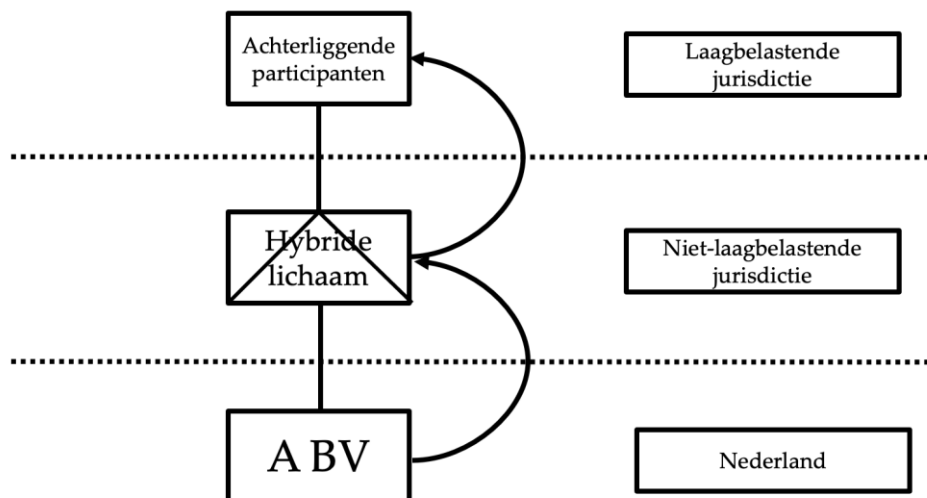 Achterliggende
participanten
Laagbelastende
jurisdictie
Hybride
lichaam
Niet-laagbelastende
jurisdictie
A BV
Nederland